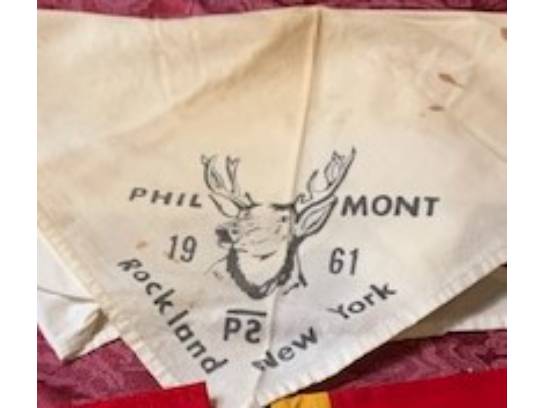 PHIL MONT
19 61
PS
Rockland New York